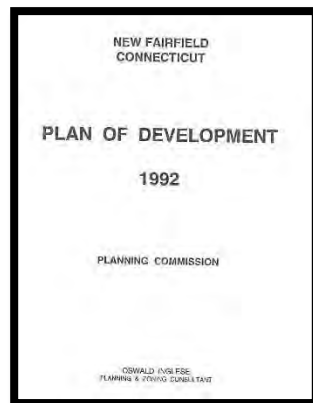 NEW FAIRFIELD
CONNECTICUT
PLAN OF DEVELOPMENT
1992
PLANNING COMMISSION
OSWALD INGLESE
PLANNING & ZONING CONSULTANT